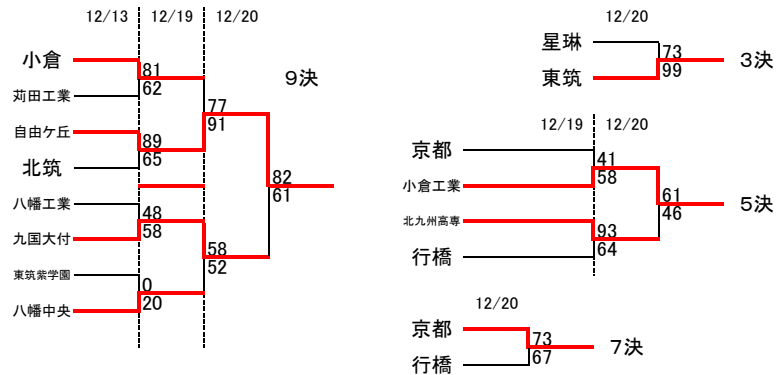 12/13 12/19 12/20
小倉
81
62
苅田工業
77
91
自由ケ丘
89
65
北筑
9決
82
61
八幡工業
48
58
九国大付
58
52
東筑紫学園
0
20
八幡中央
12/20
星琳
73
99
東筑
3決
12/19 12/20
京都
41
58
小倉工業
61
46
5決
北九州高専
93
64
行橋
12/20
京都
73
67
7決
行橋